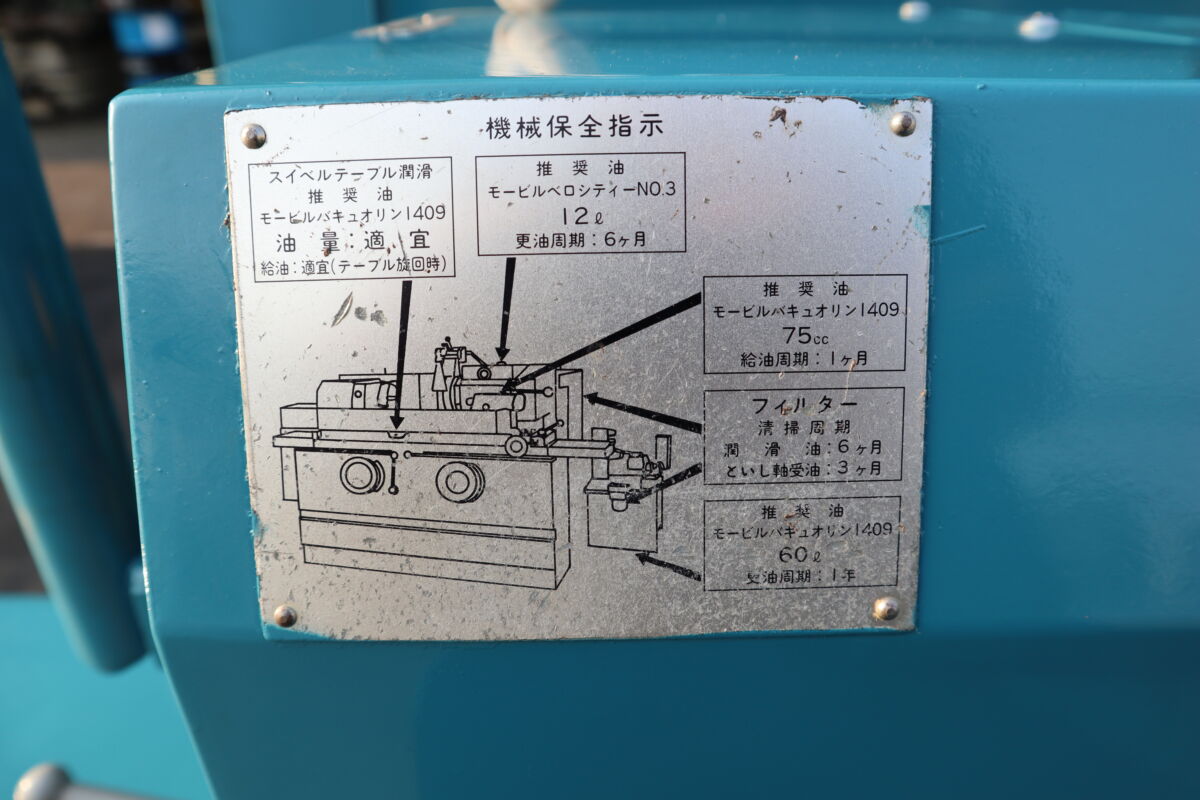 機械保全指示
スイベルテーブル潤滑
推奨油
モービルバキュオリン1409
油量:適宜
給油:適宜(テーブル旋回時)
推奨油
モービルベロシティーNO.3
12ℓ
更油周期:6ヶ月
推奨油
モービルバキュオリン1409
75cc
給油周期:1ヶ月
フィルター
清掃周期
潤滑油:6ヶ月
といし軸受油:3ヶ月
推奨油
モービルバキュオリン1409
60ℓ
更油周期:1年